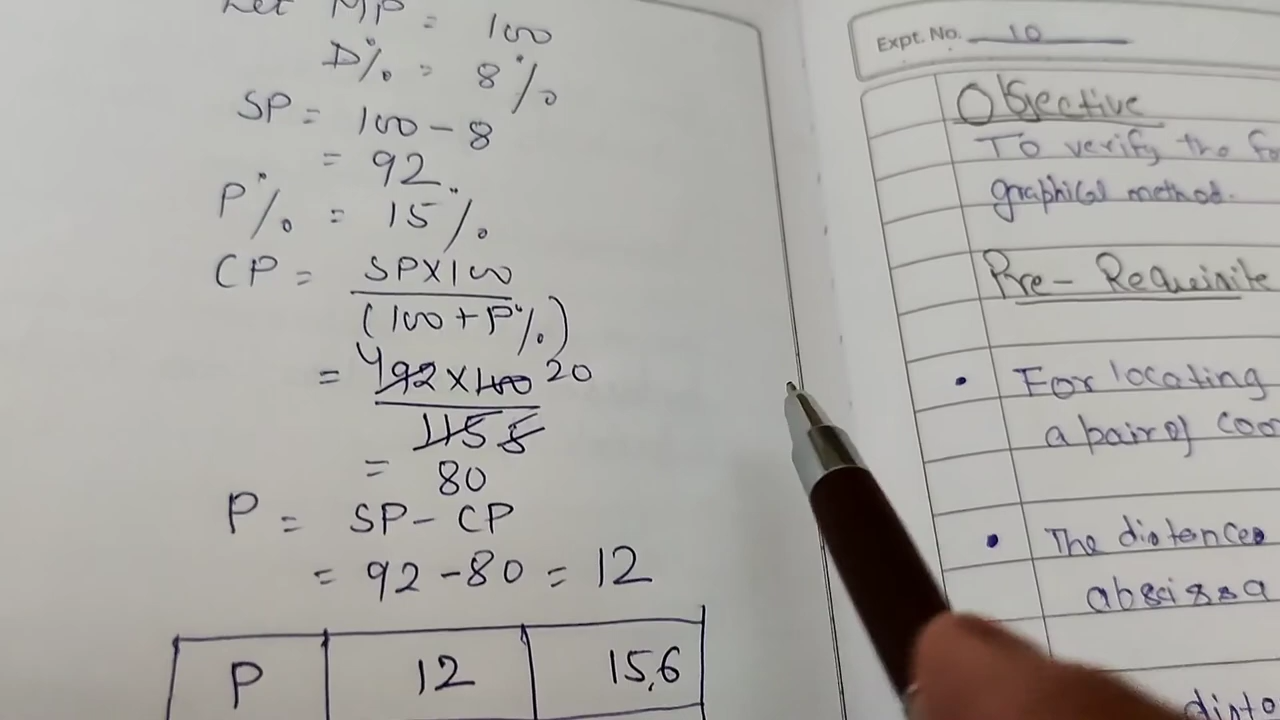 Let MP = 100
D% = 8%
SP = 100 - 8
= 92
P% = 15%
CP = SP X 100
(100 + P%)
= 4 92 X 100 20
115 5
= 80
P = SP - CP
= 92 - 80 = 12
P 12 15.6
Expt. No. 10
Objective
To verify the
graphical method.
Pre - Requisite
• For locating
a pair of
• The distances
abscissa